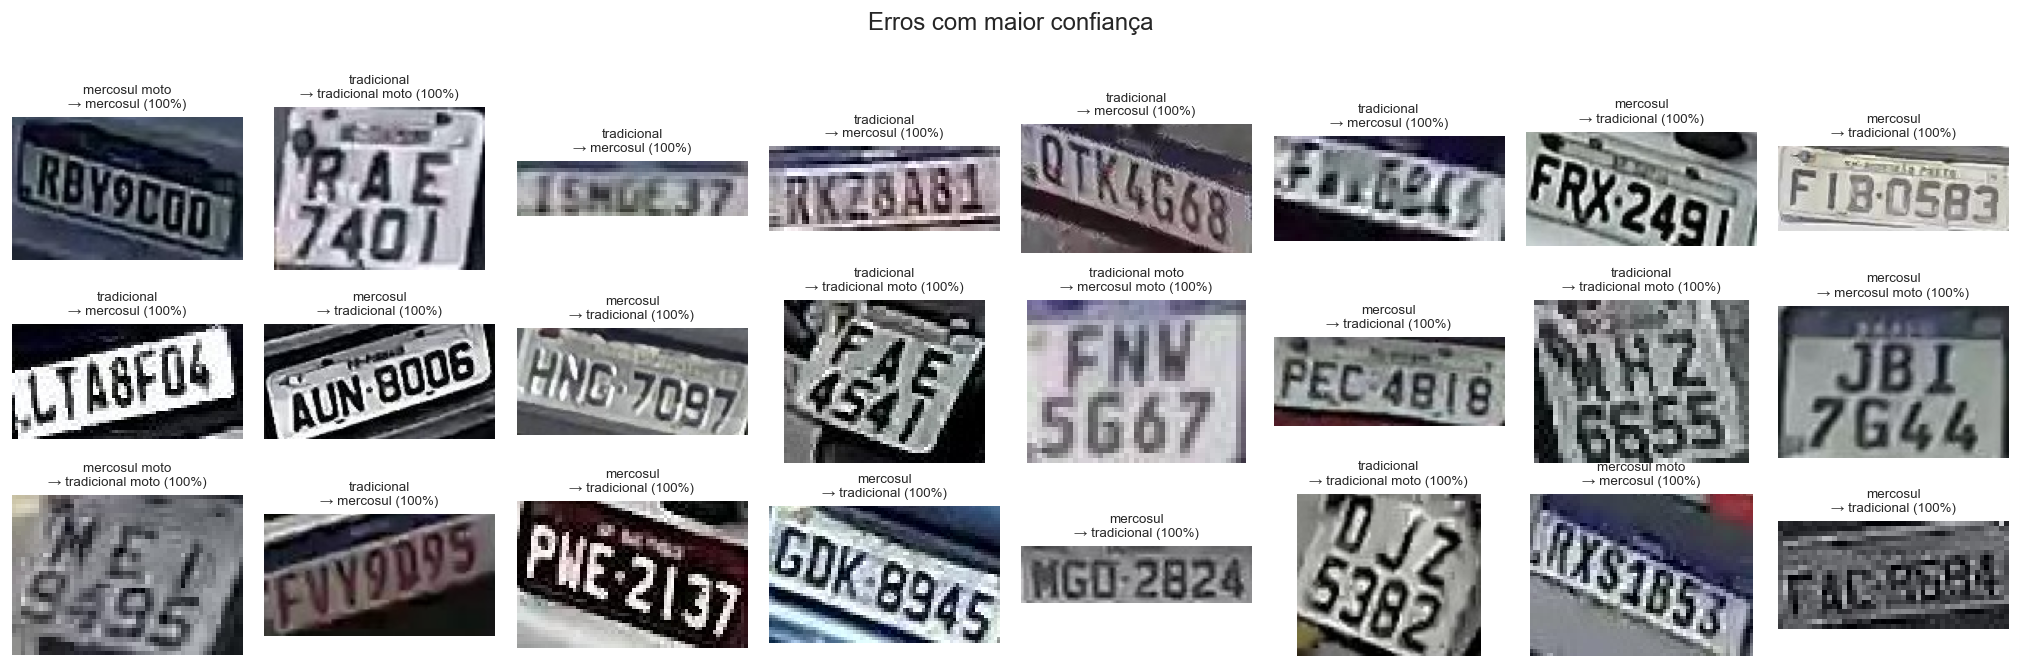 Erros com maior confiança
mercosul moto
→ mercosul (100%)
RBY9C00
tradicional
→ tradicional moto (100%)
RAE
7401
tradicional
→ mercosul (100%)
tradicional
→ mercosul (100%)
RK28A81
tradicional
→ mercosul (100%)
QTK4G68
tradicional
→ mercosul (100%)
mercosul
→ tradicional (100%)
FRX·2491
mercosul
→ tradicional (100%)
FIB·0583
tradicional
→ mercosul (100%)
LTA8F04
mercosul
→ tradicional (100%)
AUN·8006
mercosul
→ tradicional (100%)
HNG·7097
tradicional
→ tradicional moto (100%)
FAE
4541
tradicional moto
→ mercosul moto (100%)
FNW
5G67
mercosul
→ tradicional (100%)
PEC·4818
tradicional
→ tradicional moto (100%)
MHZ
6655
mercosul
→ mercosul moto (100%)
BRASIL
JBI
7G44
mercosul moto
→ tradicional moto (100%)
MEI
9495
tradicional
→ mercosul (100%)
FVY9D95
mercosul
→ tradicional (100%)
PWE·2137
mercosul
→ tradicional (100%)
GDK·8945
mercosul
→ tradicional (100%)
MGO·2824
tradicional
→ tradicional moto (100%)
DJZ
5382
mercosul moto
→ mercosul (100%)
RXS1B53
mercosul
→ tradicional (100%)